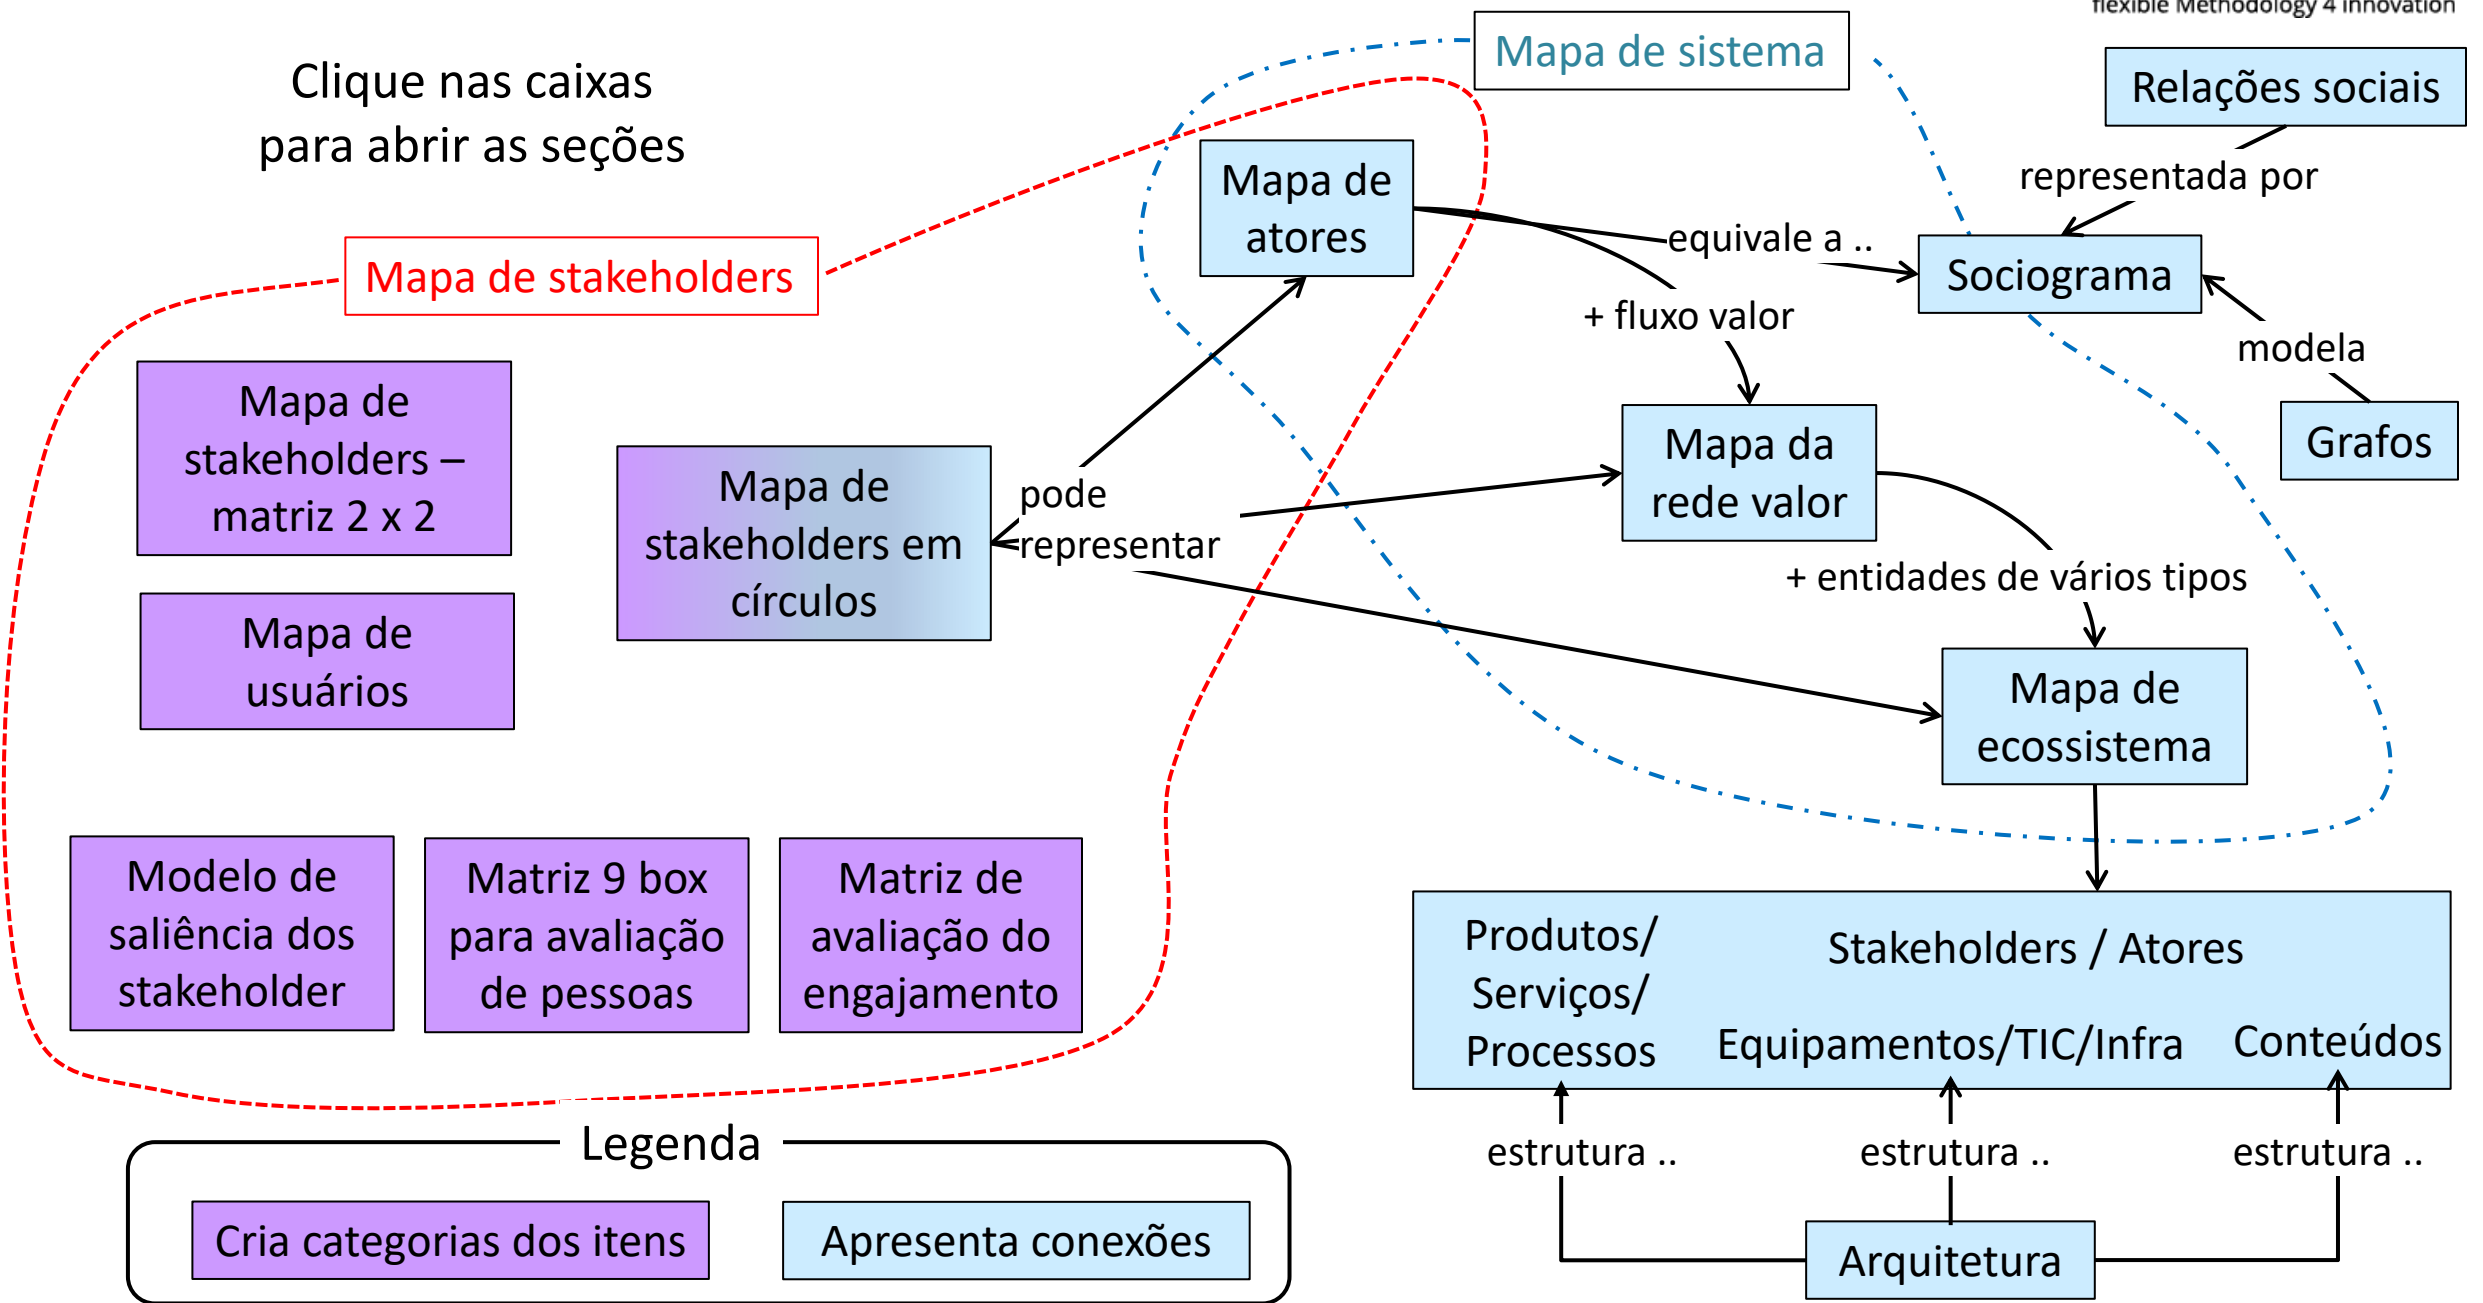 flexible Methodology 4 innovation
Clique nas caixas
para abrir as seções
Mapa de sistema
Relações sociais
representada por
Mapa de
atores
equivale a ..
Sociograma
Mapa de stakeholders
+ fluxo valor
modela
Grafos
Mapa de
stakeholders –
matriz 2 x 2
Mapa de
stakeholders em
círculos
pode
representar
Mapa da
rede valor
+ entidades de vários tipos
Mapa de
usuários
Mapa de
ecossistema
Modelo de
saliência dos
stakeholder
Matriz 9 box
para avaliação
de pessoas
Matriz de
avaliação do
engajamento
Produtos/
Serviços/
Processos
Stakeholders / Atores
Equipamentos/TIC/Infra
Conteúdos
estrutura ..
estrutura ..
estrutura ..
Arquitetura
Legenda
Cria categorias dos itens
Apresenta conexões